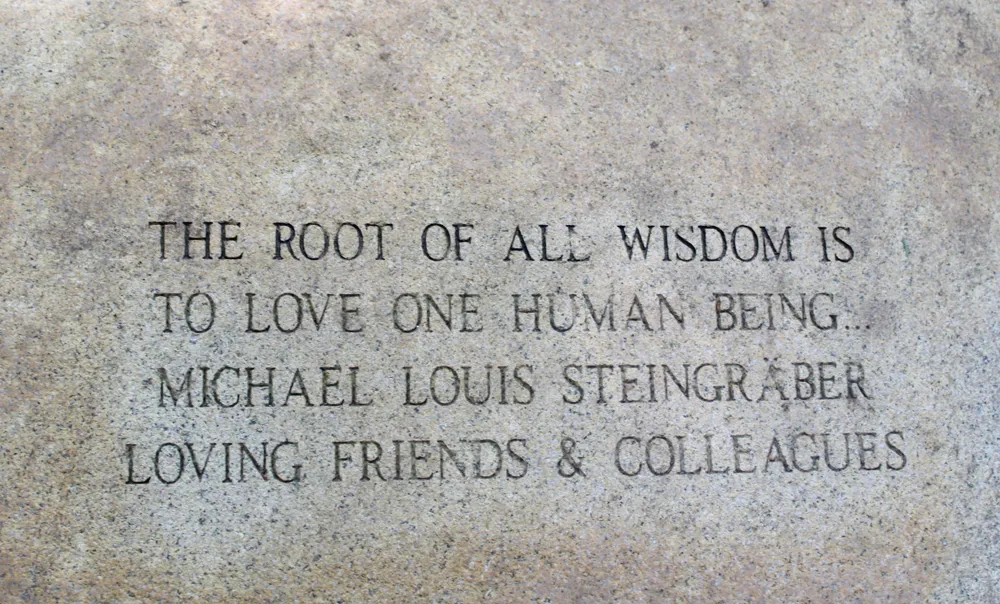 THE ROOT OF ALL WISDOM IS
TO LOVE ONE HUMAN BEING...
MICHAEL LOUIS STEINGRÄBER
LOVING FRIENDS & COLLEAGUES